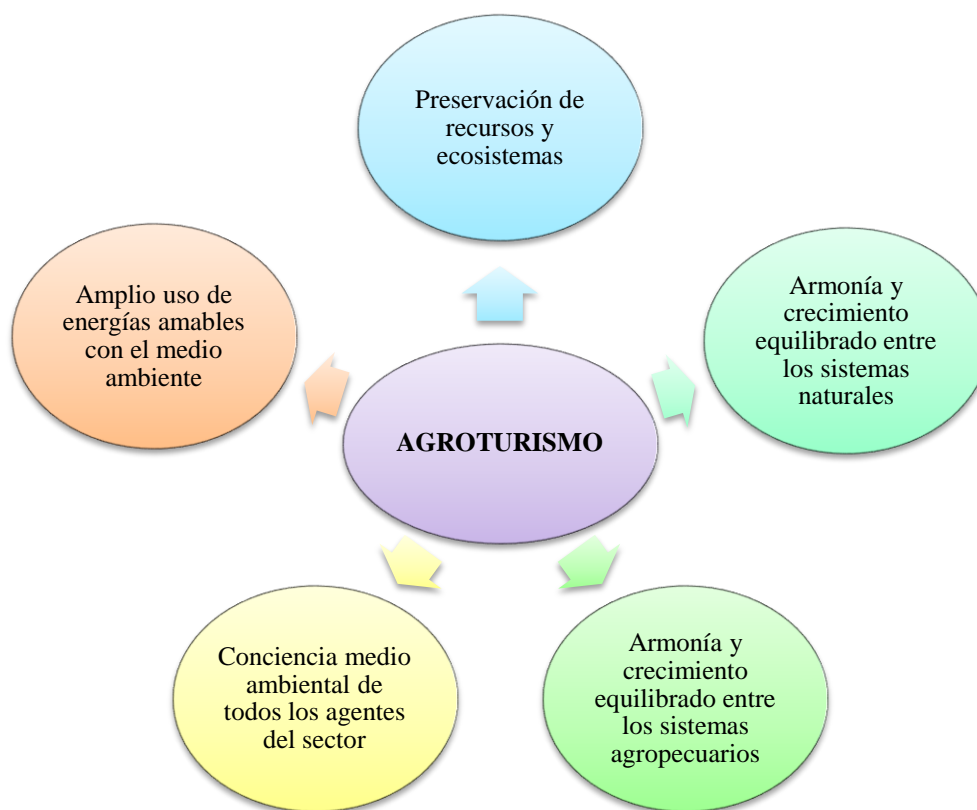 Preservación de
recursos y
ecosistemas
Amplio uso de
energías amables
con el medio
ambiente
Armonía y
crecimiento
equilibrado entre
los sistemas
naturales
AGROTURISMO
Conciencia medio
ambiental de
todos los agentes
del sector
Armonía y
crecimiento
equilibrado entre
los sistemas
agropecuarios